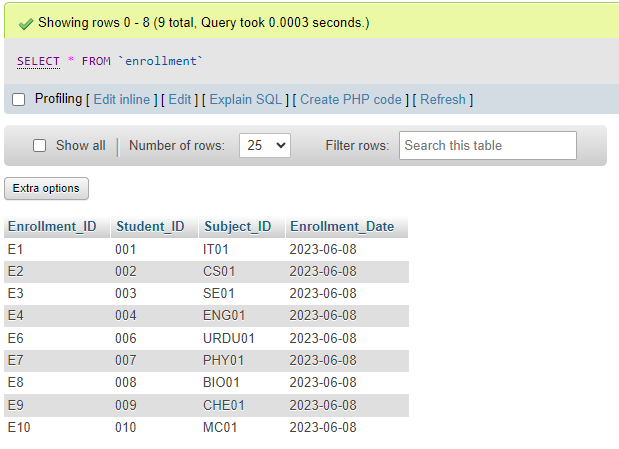 Showing rows 0 - 8 (9 total, Query took 0.0003 seconds.)
SELECT * FROM `enrollment`
Profiling [ Edit inline ] [ Edit ] [ Explain SQL ] [ Create PHP code ] [ Refresh ]
Show all Number of rows: 25 Filter rows: Search this table
Extra options
Enrollment_ID Student_ID Subject_ID Enrollment_Date
E1 001 IT01 2023-06-08
E2 002 CS01 2023-06-08
E3 003 SE01 2023-06-08
E4 004 ENG01 2023-06-08
E6 006 URDU01 2023-06-08
E7 007 PHY01 2023-06-08
E8 008 BIO01 2023-06-08
E9 009 CHE01 2023-06-08
E10 010 MC01 2023-06-08